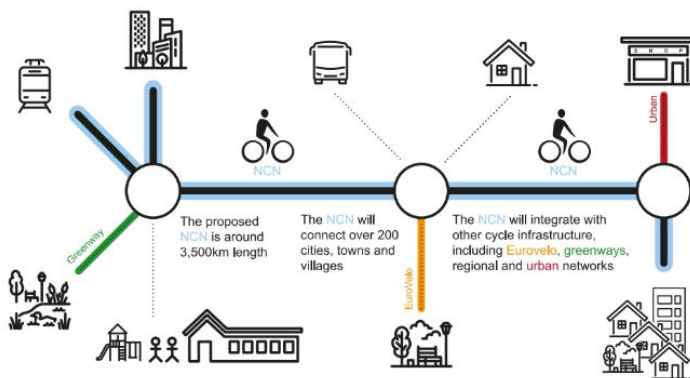 SHOP
Urban
NCN
NCN
Greenway
The proposed
NCN is around
3,500km length
The NCN will
connect over 200
cities, towns and
villages
The NCN will integrate with
other cycle infrastructure,
including Eurovelo, greenways,
regional and urban networks
EuroVelo